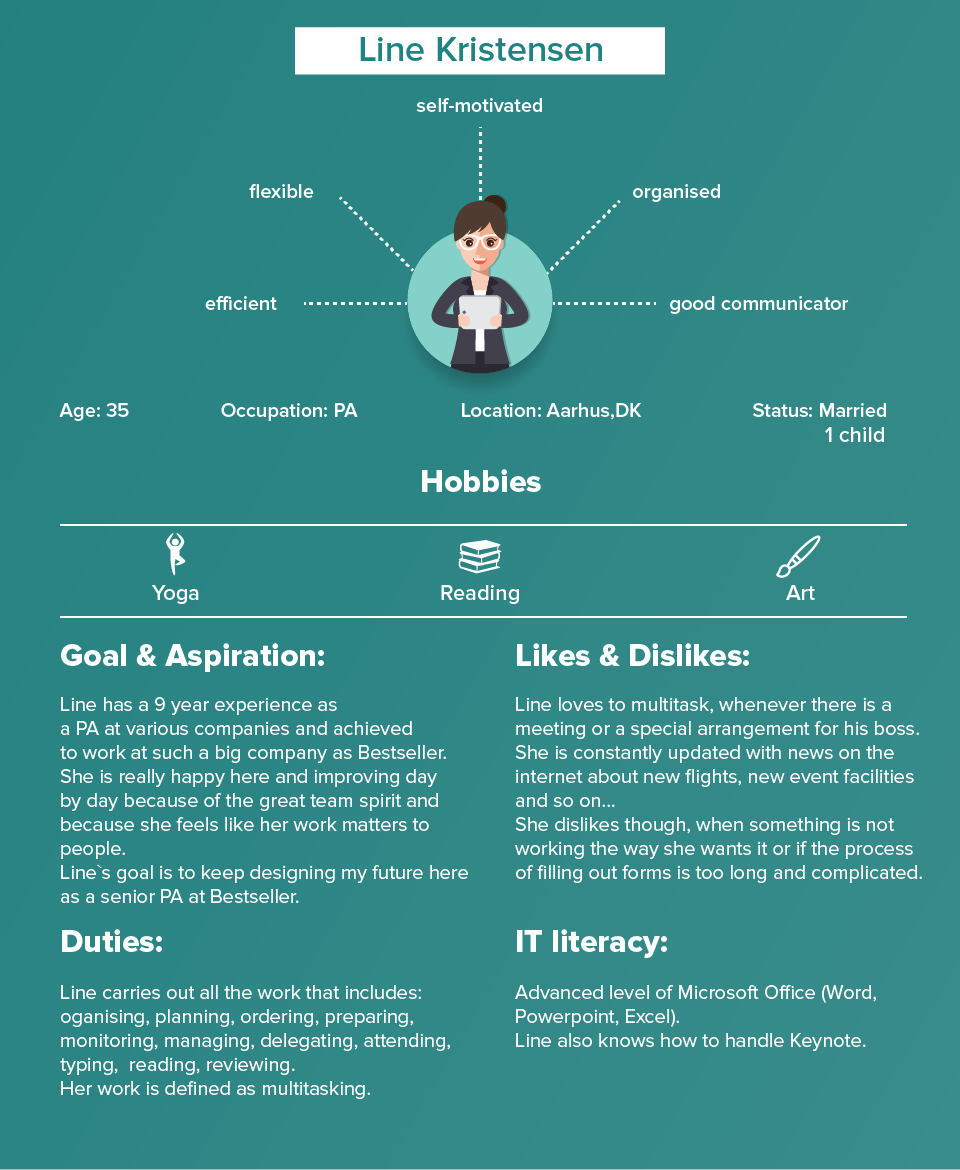 Line Kristensen
self-motivated
flexible
organised
efficient
good communicator
Age: 35
Occupation: PA
Location: Aarhus,DK
Status: Married
1 child
Hobbies
Yoga
Reading
Art
Goal & Aspiration:
Line has a 9 year experience as
a PA at various companies and achieved
to work at such a big company as Bestseller.
She is really happy here and improving day
by day because of the great team spirit and
because she feels like her work matters to
people.
Line`s goal is to keep designing my future here
as a senior PA at Bestseller.
Likes & Dislikes:
Line loves to multitask, whenever there is a
meeting or a special arrangement for his boss.
She is constantly updated with news on the
internet about new flights, new event facilities
and so on...
She dislikes though, when something is not
working the way she wants it or if the process
of filling out forms is too long and complicated.
Duties:
Line carries out all the work that includes:
oganising, planning, ordering, preparing,
monitoring, managing, delegating, attending,
typing,  reading, reviewing.
Her work is defined as multitasking.
IT literacy:
Advanced level of Microsoft Office (Word,
Powerpoint, Excel).
Line also knows how to handle Keynote.